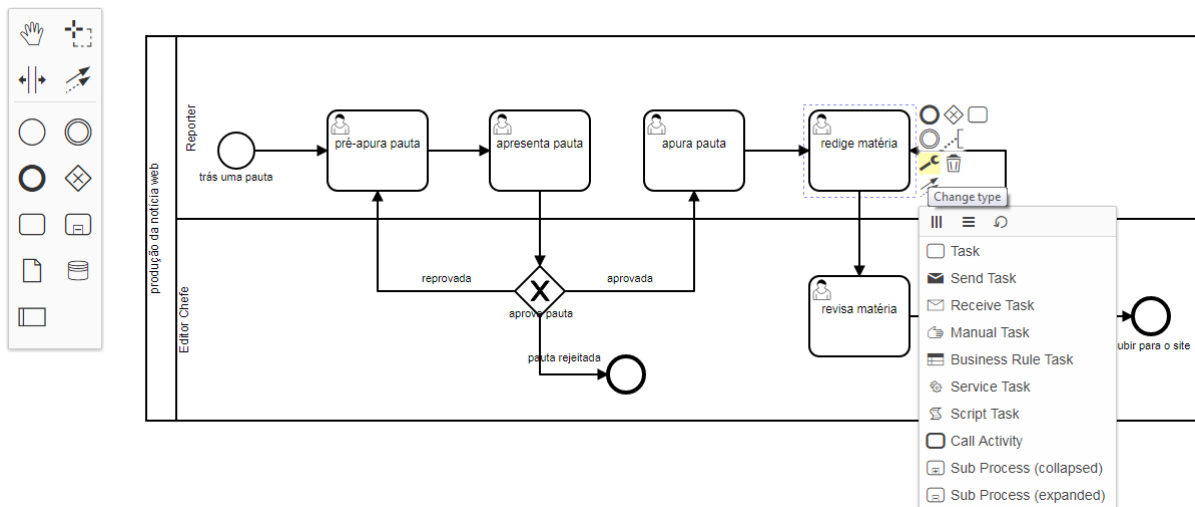 produção da noticia web
Reporter
trás uma pauta
pré-apura pauta
apresenta pauta
apura pauta
redige matéria
Change type
Editor Chefe
reprovada
aprova pauta
aprovada
pauta rejeitada
revisa matéria
ubir para o site
Task
Send Task
Receive Task
Manual Task
Business Rule Task
Service Task
Script Task
Call Activity
Sub Process (collapsed)
Sub Process (expanded)